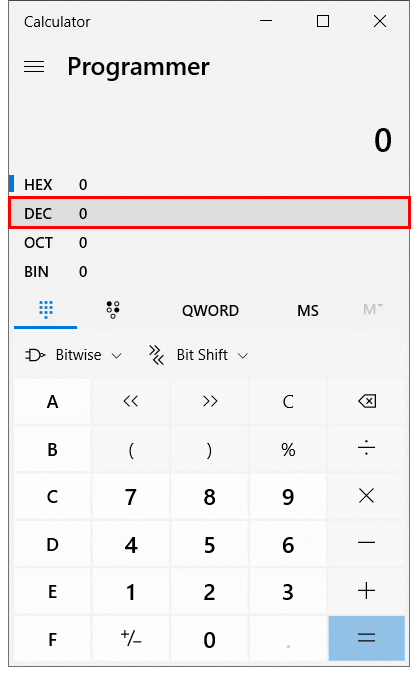 Calculator
Programmer
0
HEX 0
DEC 0
OCT 0
BIN 0
QWORD MS M
Bitwise Bit Shift
A << >> C
B ( ) % ÷
C 7 8 9 ×
D 4 5 6 −
E 1 2 3 +
F +/− 0 . =